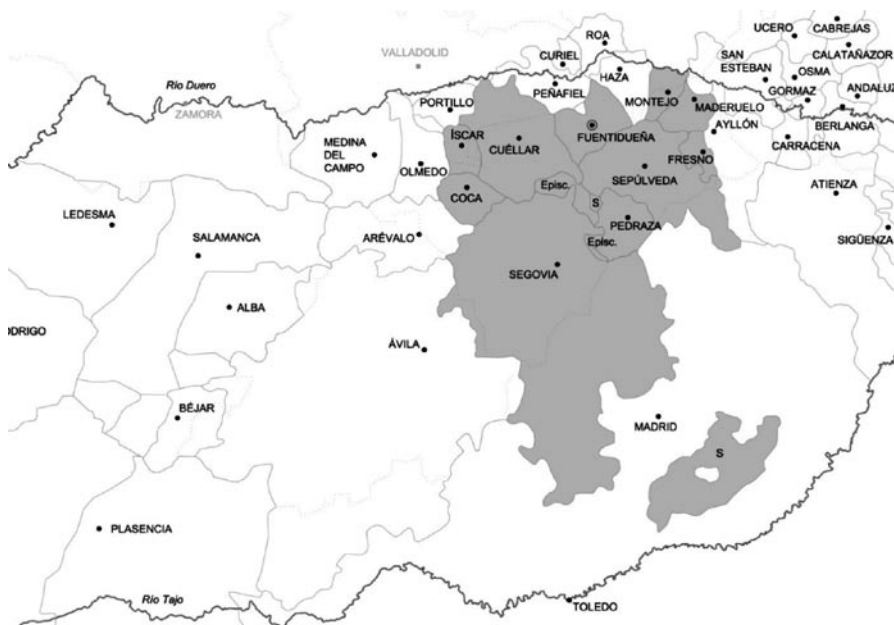 UCERO
CABREJAS
ROA
CURIEL
VALLADOLID
SAN
ESTEBAN
CALATAÑAZOR
OSMA
HAZA
GORMAZ
ANDALUZ
Río Duero
PEÑAFIEL
MONTEJO
MADERUELO
BERLANGA
PORTILLO
ZAMORA
ÍSCAR
CUÉLLAR
FUENTIDUEÑA
AYLLÓN
CARRACENA
MEDINA
DEL
CAMPO
OLMEDO
FRESNO
SEPÚLVEDA
COCA
Episc.
S
ATIENZA
LEDESMA
SALAMANCA
ARÉVALO
PEDRAZA
Episc.
SIGÜENZA
SEGOVIA
ALBA
ODRIGO
ÁVILA
BÉJAR
MADRID
S
PLASENCIA
Río Tajo
TOLEDO